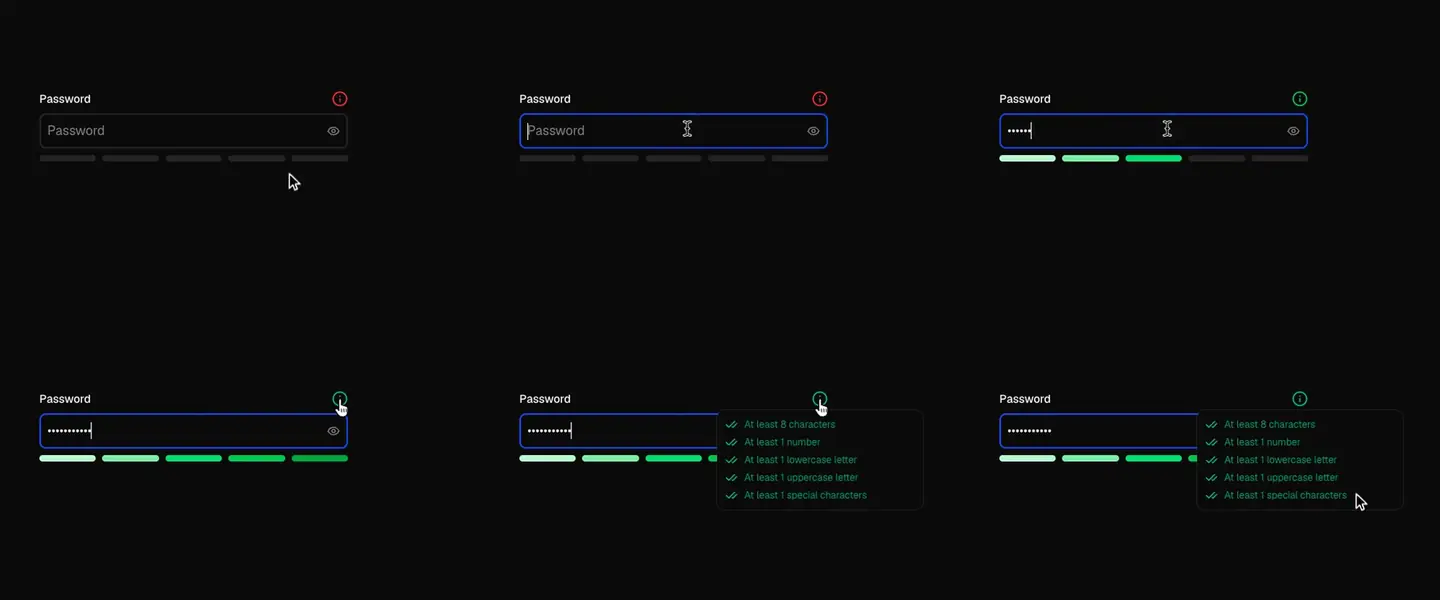 Password
Password
Password
Password
Password
••••••
Password
•••••••••••
Password
•••••••••••
At least 8 characters
At least 1 number
At least 1 lowercase letter
At least 1 uppercase letter
At least 1 special characters
Password
•••••••••••
At least 8 characters
At least 1 number
At least 1 lowercase letter
At least 1 uppercase letter
At least 1 special characters